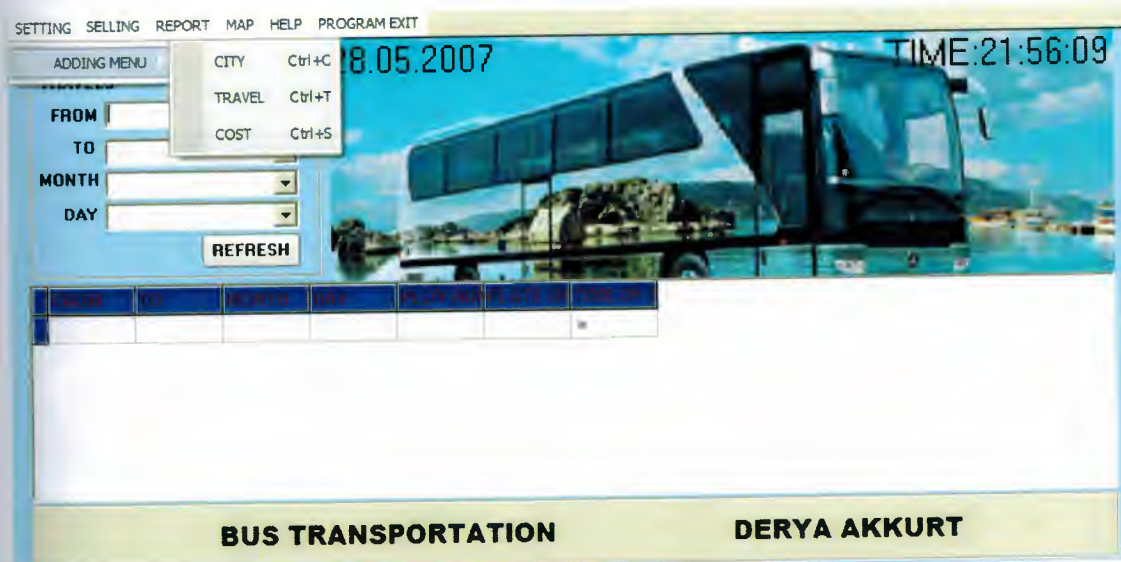 SETTING SELLING REPORT MAP HELP PROGRAM EXIT
ADDING MENU
CITY Ctrl+C
TRAVEL Ctrl+T
COST Ctrl+S
8.05.2007
TIME:21:56:09
FROM
TO
MONTH
DAY
REFRESH
FROM TO MONTH DAY
BUS TRANSPORTATION DERYA AKKURT